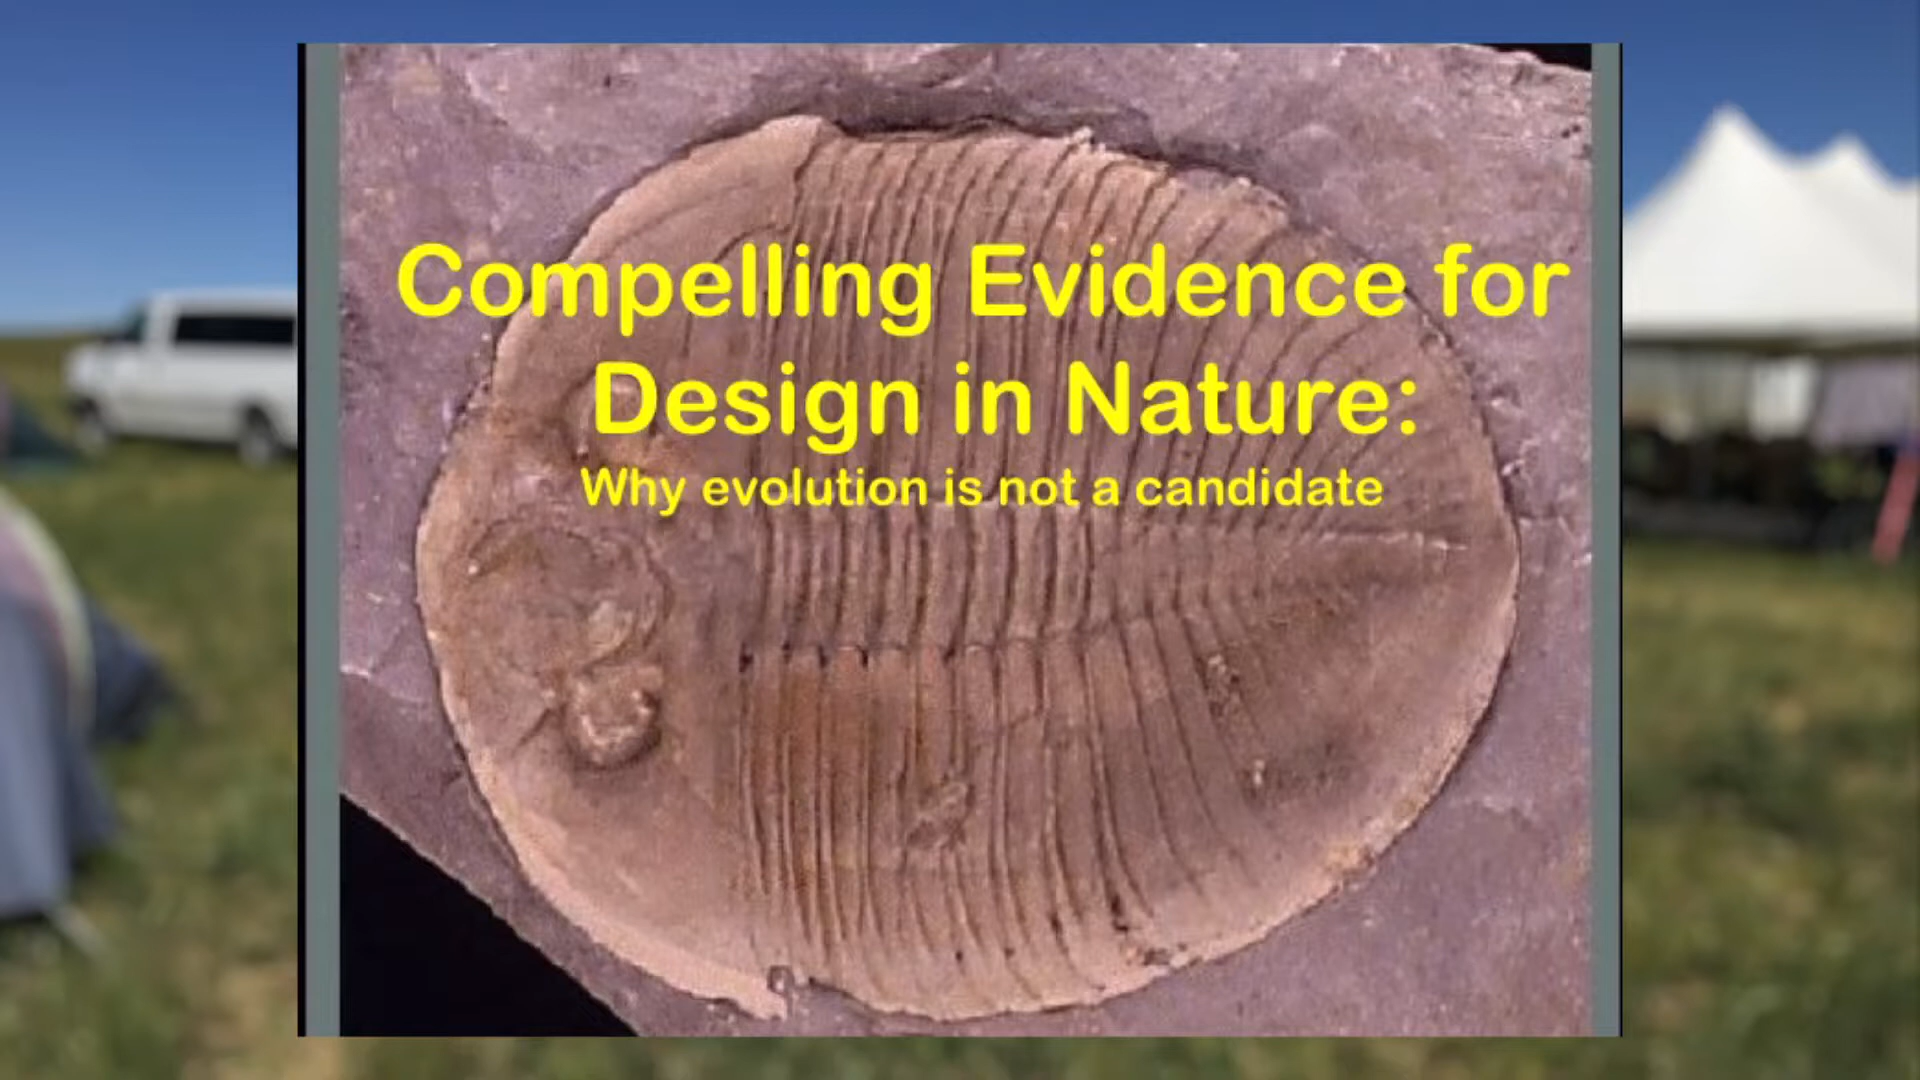 Compelling Evidence for
Design in Nature:
Why evolution is not a candidate